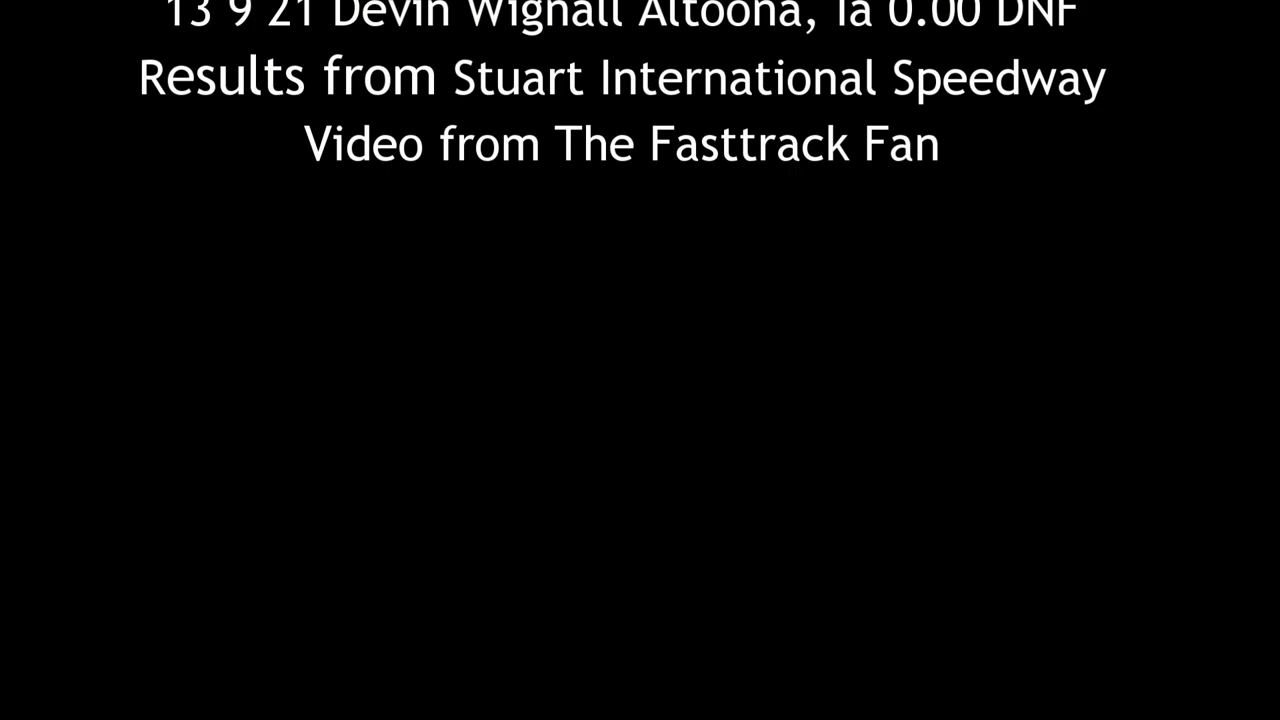 13 9 21 Devin Wignall Altoona, Ia 0.00 DNF
Results from Stuart International Speedway
Video from The Fasttrack Fan